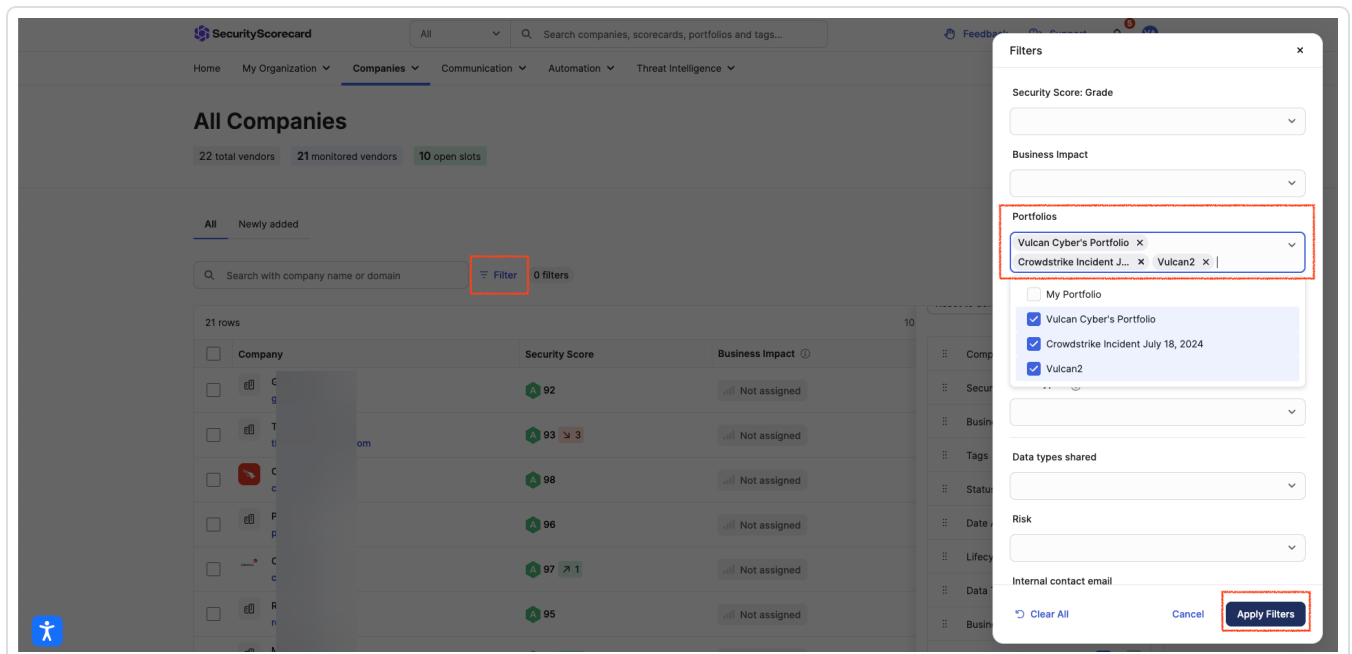 SecurityScorecard
All
Search companies, scorecards, portfolios and tags...
Home My Organization Companies Communication Automation Threat Intelligence
All Companies
22 total vendors 21 monitored vendors 10 open slots
All Newly added
Search with company name or domain Filter 0 filters
21 rows 10
Company Security Score Business Impact
A 92 Not assigned
A 93 3 Not assigned
om
A 98 Not assigned
A 96 Not assigned
A 97 1 Not assigned
A 95 Not assigned
Tags
Filters
Security Score: Grade
Business Impact
Portfolios
Vulcan Cyber's Portfolio
Crowdstrike Incident J... Vulcan2
My Portfolio
Vulcan Cyber's Portfolio
Crowdstrike Incident July 18, 2024
Vulcan2
Data types shared
Risk
Internal contact email
Clear All Cancel Apply Filters